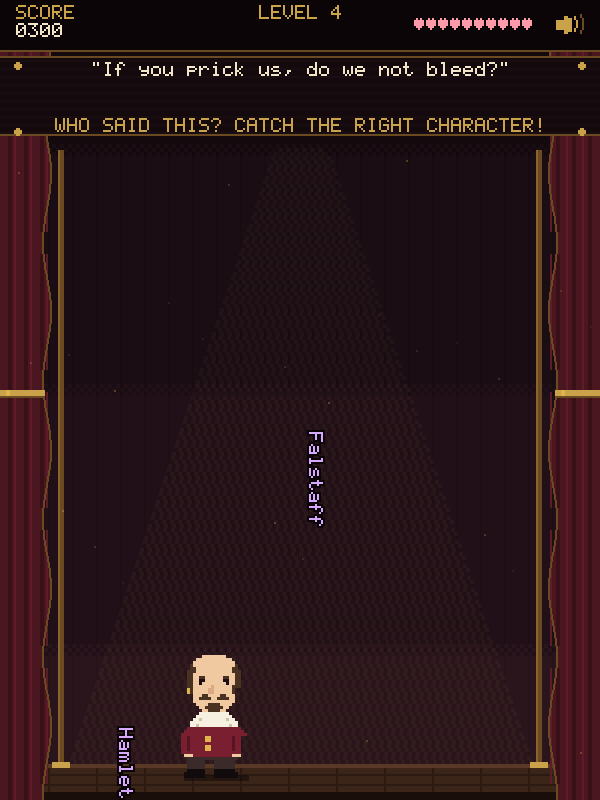 SCORE
0300
LEVEL 4
"If you prick us, do we not bleed?"
WHO SAID THIS? CATCH THE RIGHT CHARACTER!
Falstaff
Hamlet